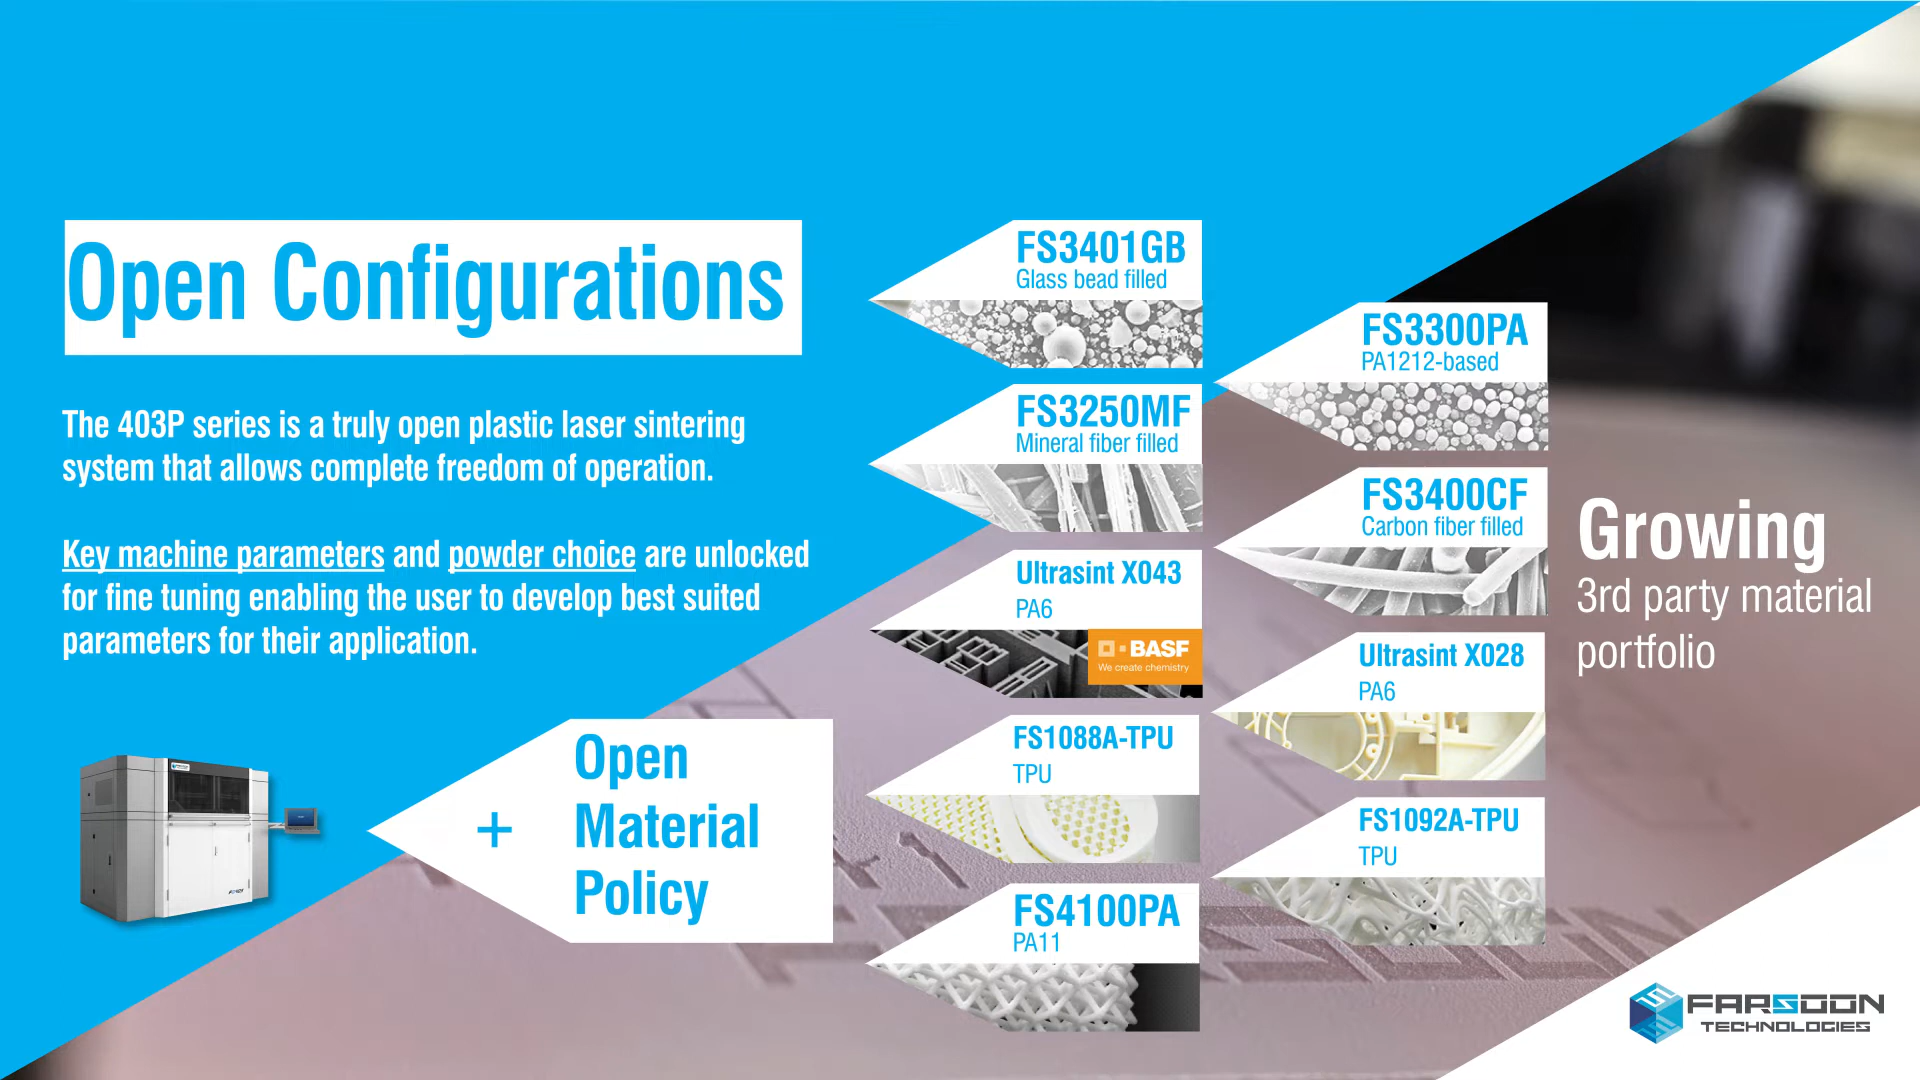 Open Configurations
The 403P series is a truly open plastic laser sintering
system that allows complete freedom of operation.
Key machine parameters and powder choice are unlocked
for fine tuning enabling the user to develop best suited
parameters for their application.
+
Open
Material
Policy
FS3401GB
Glass bead filled
FS3250MF
Mineral fiber filled
Ultrasint X043
PA6
BASF
We create chemistry
FS1088A-TPU
TPU
FS4100PA
PA11
FS3300PA
PA1212-based
FS3400CF
Carbon fiber filled
Ultrasint X028
PA6
FS1092A-TPU
TPU
Growing
3rd party material
portfolio
FARSOON
TECHNOLOGIES